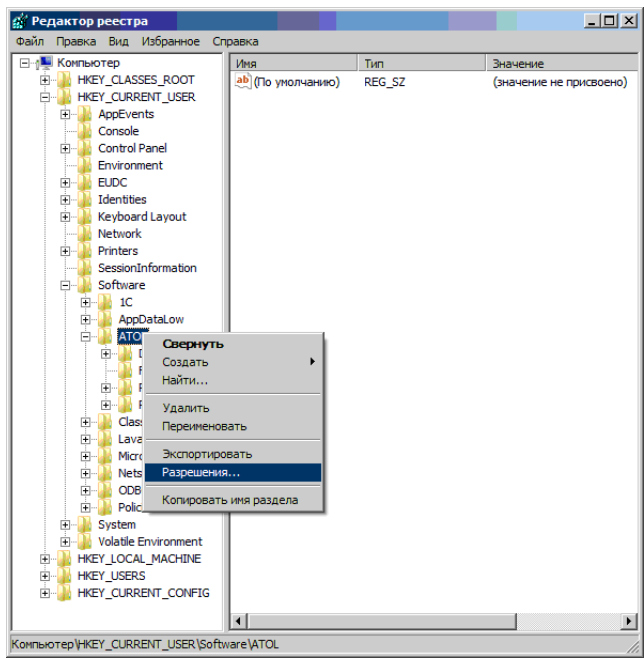 Редактор реестра
Файл Правка Вид Избранное Справка
Компьютер
HKEY_CLASSES_ROOT
HKEY_CURRENT_USER
AppEvents
Console
Control Panel
Environment
EUDC
Identities
Keyboard Layout
Network
Printers
SessionInformation
Software
1C
AppDataLow
ATOL
System
Volatile Environment
HKEY_LOCAL_MACHINE
HKEY_USERS
HKEY_CURRENT_CONFIG
Имя Тип Значение
ab (По умолчанию) REG_SZ (значение не присвоено)
Свернуть
Создать
Найти...
Удалить
Переименовать
Экспортировать
Разрешения...
Копировать имя раздела
Компьютер\HKEY_CURRENT_USER\Software\ATOL